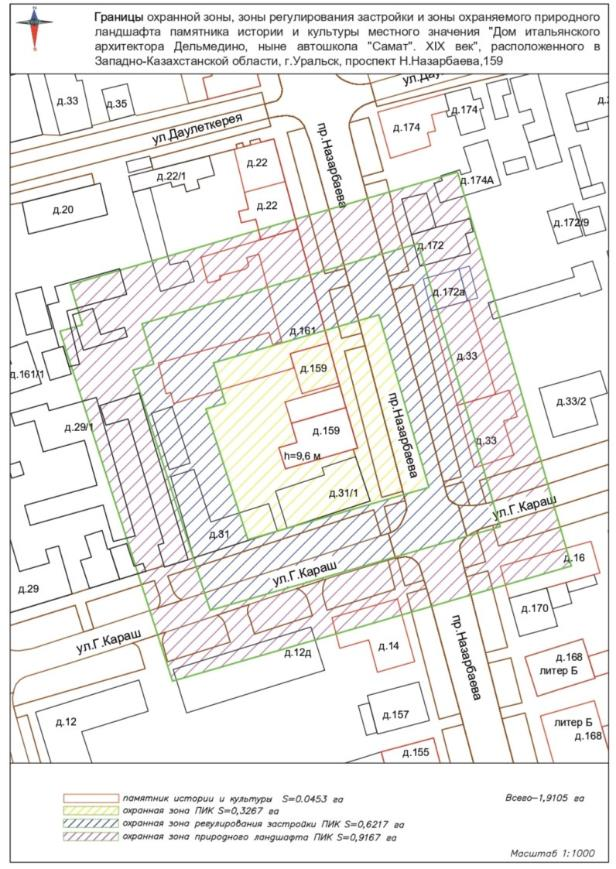 Границы охранной зоны, зоны регулирования застройки и зоны охраняемого природного
ландшафта памятника истории и культуры местного значения "Дом итальянского
архитектора Дельмедино, ныне автошкола "Самат". XIX век", расположенного в
Западно-Казахстанской области, г.Уральск, проспект Н.Назарбаева,159
д.33
д.35
ул.Даулеткерея
ул.Даул
пр.Назарбаева
д.174
д.174
д.22
д.22/1
д.22
д.20
д.174А
д.172/9
д.172
д.172а
д.161
д.159
д.33
д.161/1
д.29/1
д.159
пр.Назарбаева
д.33/2
д.33
h=9,6 м
д.31/1
д.31
ул.Г.Караш
ул.Г.Караш
д.29
д.16
ул.Г.Караш
д.170
пр.Назарбаева
д.12д
д.14
д.168
литер Б
д.12
д.157
литер Б
д.168
д.155
памятник истории и культуры S=0.0453 га
Всего-1,9105 га
охранная зона ПИК S=0,3267 га
охранная зона регулирования застройки ПИК S=0,6217 га
охранная зона природного ландшафта ПИК S=0,9167 га
Масштаб 1:1000